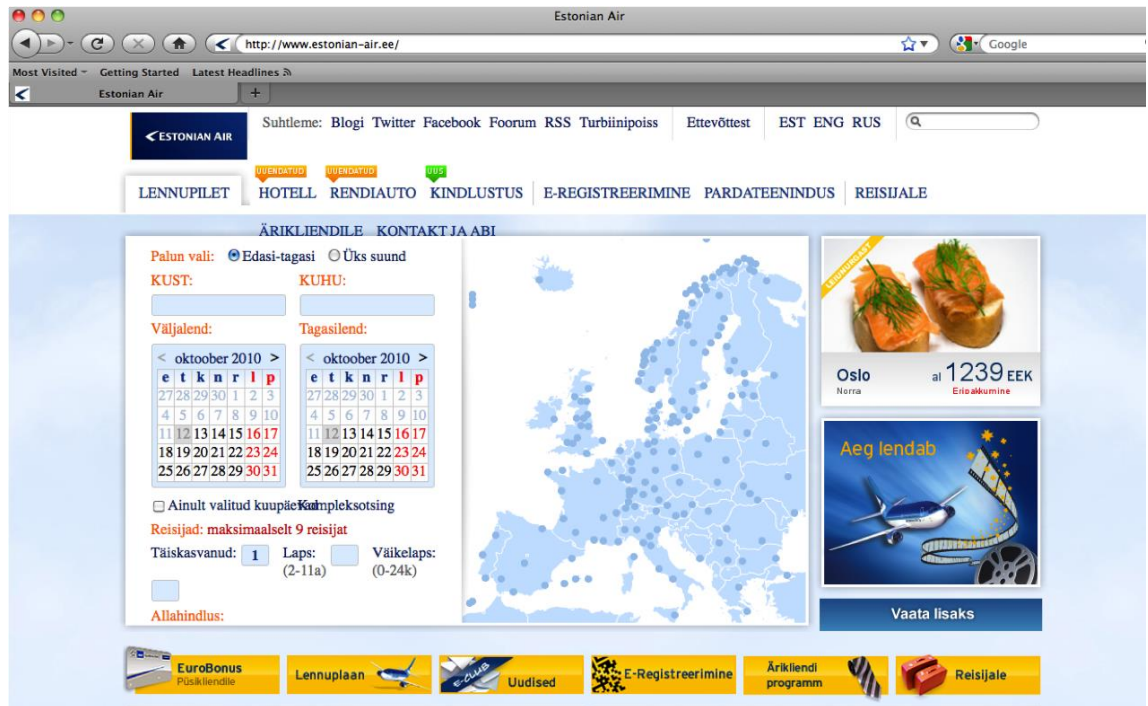 Estonian Air
http://www.estonian-air.ee/
Google
Most Visited Getting Started Latest Headlines
Estonian Air +
ESTONIAN AIR
Suhtleme: Blogi Twitter Facebook Foorum RSS Turbiinipoiss Ettevõttest EST ENG RUS
UUENDATUD UUENDATUD UUS
LENNUPILET HOTELL RENDIAUTO KINDLUSTUS E-REGISTREERIMINE PARDATEENINDUS REISIJALE
ÄRIKLIENDILE KONTAKT JA ABI
Palun vali: Edasi-tagasi Üks suund
KUST: KUHU:
Väljalend: Tagasilend:
< oktoober 2010 > < oktoober 2010 >
e t k n r l p e t k n r l p
27 28 29 30 1 2 3 27 28 29 30 1 2 3
4 5 6 7 8 9 10 4 5 6 7 8 9 10
11 12 13 14 15 16 17 11 12 13 14 15 16 17
18 19 20 21 22 23 24 18 19 20 21 22 23 24
25 26 27 28 29 30 31 25 26 27 28 29 30 31
Ainult valitud Kompleksotsing
Reisijad: maksimaalselt 9 reisijat
Täiskasvanud: 1 Laps: Väikelaps:
(2-11a) (0-24k)
Allahindlus:
LEIUNURGAST
Oslo al 1239 EEK
Norra Eripakkumine
Aeg lendab
Vaata lisaks
EuroBonus
Püsikliendile
Lennuplaan
E-CLUB
Uudised
E-Registreerimine
Ärikliendi
programm
Reisijale